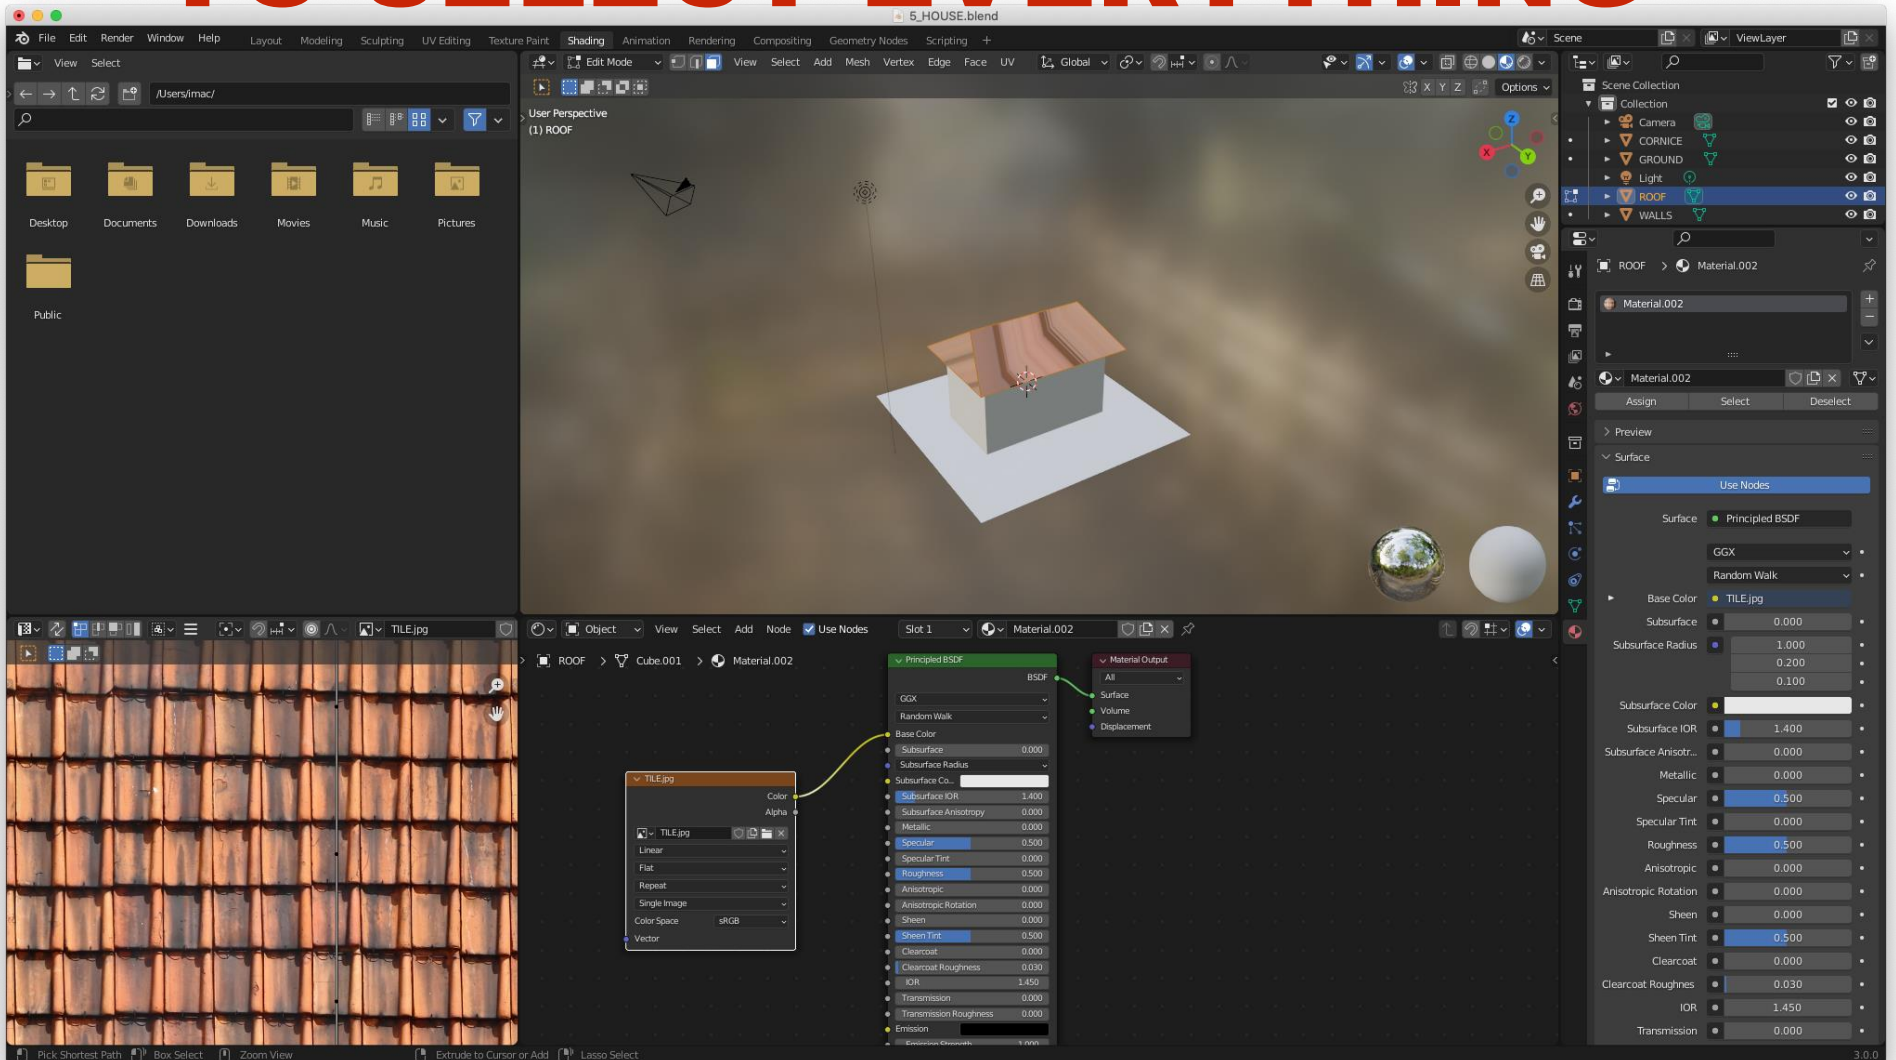 TO SELECT EVERYTHING
5_HOUSE.blend
File Edit Render Window Help
Layout Modeling Sculpting UV Editing Texture Paint Shading Animation Rendering Compositing Geometry Nodes Scripting +
Scene
ViewLayer
View Select
/Users/imac/
Desktop Documents Downloads Movies Music Pictures
Public
Edit Mode View Select Add Mesh Vertex Edge Face UV Global
X Y Z Options
User Perspective
(1) ROOF
Z
X
Y
Scene Collection
Collection
Camera
CORNICE
GROUND
Light
ROOF
WALLS
ROOF > Material.002
Material.002
Material.002
Assign Select Deselect
Preview
Surface
Use Nodes
Surface Principled BSDF
GGX
Random Walk
Base Color TILE.jpg
Subsurface 0.000
Subsurface Radius 1.000
0.200
0.100
Subsurface Color
Subsurface IOR 1.400
Subsurface Anisotr... 0.000
Metallic 0.000
Specular 0.500
Specular Tint 0.000
Roughness 0.500
Anisotropic 0.000
Anisotropic Rotation 0.000
Sheen 0.000
Sheen Tint 0.500
Clearcoat 0.000
Clearcoat Roughnes 0.030
IOR 1.450
Transmission 0.000
TILE.jpg
Object View Select Add Node Use Nodes Slot 1 Material.002
ROOF > Cube.001 > Material.002
TILE.jpg
Color
Alpha
TILE.jpg
Linear
Flat
Repeat
Single Image
Color Space sRGB
Vector
Principled BSDF
BSDF
GGX
Random Walk
Base Color
Subsurface 0.000
Subsurface Radius
Subsurface Co...
Subsurface IOR 1.400
Subsurface Anisotropy 0.000
Metallic 0.000
Specular 0.500
Specular Tint 0.000
Roughness 0.500
Anisotropic 0.000
Anisotropic Rotation 0.000
Sheen 0.000
Sheen Tint 0.500
Clearcoat 0.000
Clearcoat Roughness 0.030
IOR 1.450
Transmission 0.000
Transmission Roughness 0.000
Emission
Emission Strength 1.000
Material Output
All
Surface
Volume
Displacement
Pick Shortest Path Box Select Zoom View Extrude to Cursor or Add Lasso Select
3.0.0